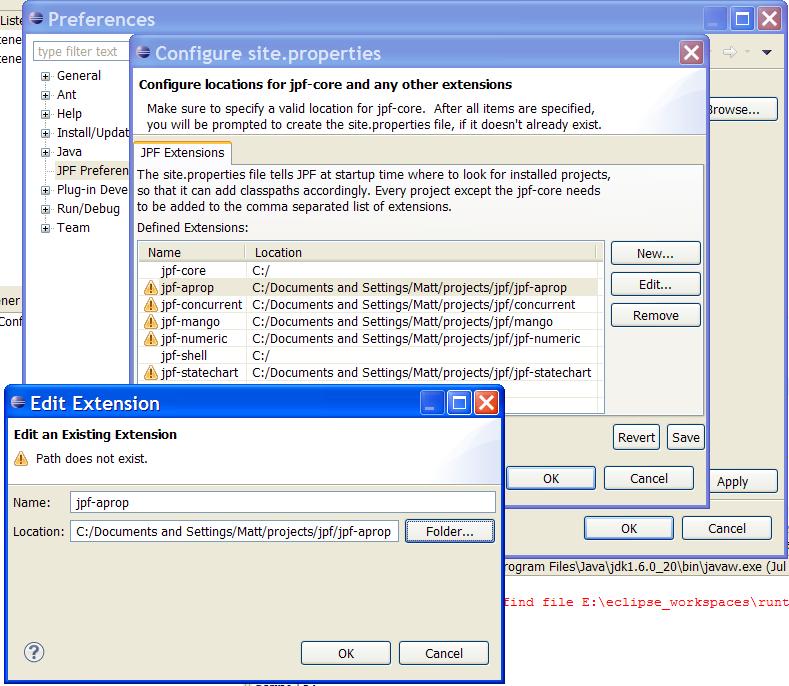 Preferences
type filter text
General
Ant
Help
Install/Updat
Java
JPF Preferen
Plug-in Deve
Run/Debug
Team
Configure site.properties
Configure locations for jpf-core and any other extensions
Make sure to specify a valid location for jpf-core. After all items are specified,
you will be prompted to create the site.properties file, if it doesn't already exist.
JPF Extensions
The site.properties file tells JPF at startup time where to look for installed projects,
so that it can add classpaths accordingly. Every project except the jpf-core needs
to be added to the comma separated list of extensions.
Defined Extensions:
Name Location
jpf-core C:/
jpf-aprop C:/Documents and Settings/Matt/projects/jpf/jpf-aprop
jpf-concurrent C:/Documents and Settings/Matt/projects/jpf/concurrent
jpf-mango C:/Documents and Settings/Matt/projects/jpf/mango
jpf-numeric C:/Documents and Settings/Matt/projects/jpf/jpf-numeric
jpf-shell C:/
jpf-statechart C:/Documents and Settings/Matt/projects/jpf/jpf-statechart
New...
Edit...
Remove
Revert Save
OK Cancel
Browse...
Apply
OK Cancel
Edit Extension
Edit an Existing Extension
Path does not exist.
Name: jpf-aprop
Location: C:/Documents and Settings/Matt/projects/jpf/jpf-aprop Folder...
? OK Cancel
rogram Files\Java\jdk1.6.0_20\bin\javaw.exe (Jul
find file E:\eclipse_workspaces\runt
Liste
tene
tene
ener
Conf